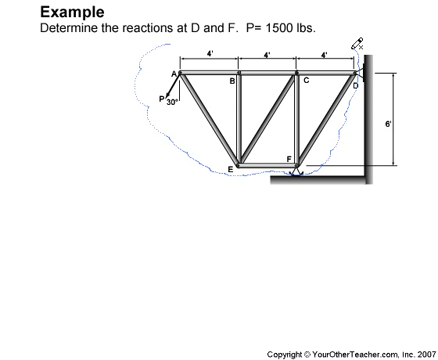 Example
Determine the reactions at D and F. P= 1500 lbs.
4' 4' 4'
A B C D
P 30°
6'
E F
Copyright © YourOtherTeacher.com, Inc. 2007